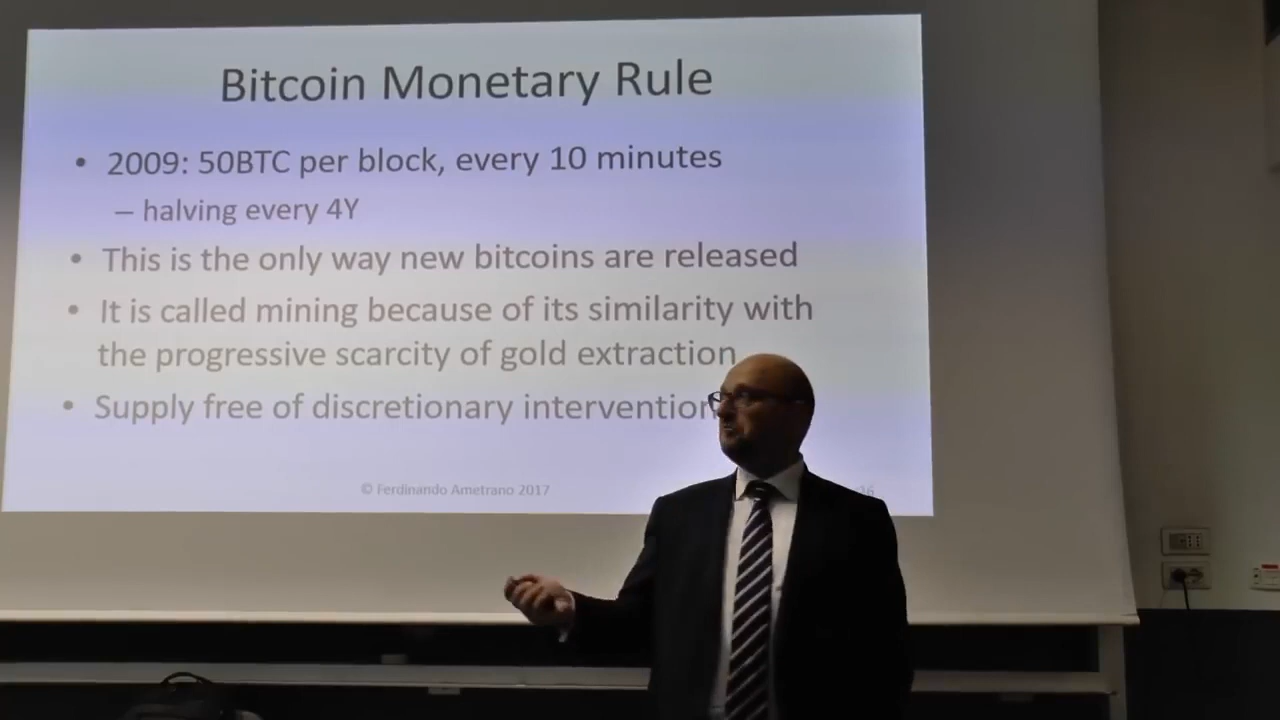 Bitcoin Monetary Rule
• 2009: 50BTC per block, every 10 minutes
– halving every 4Y
• This is the only way new bitcoins are released
• It is called mining because of its similarity with
the progressive scarcity of gold extraction
• Supply free of discretionary intervention
© Ferdinando Ametrano 2017